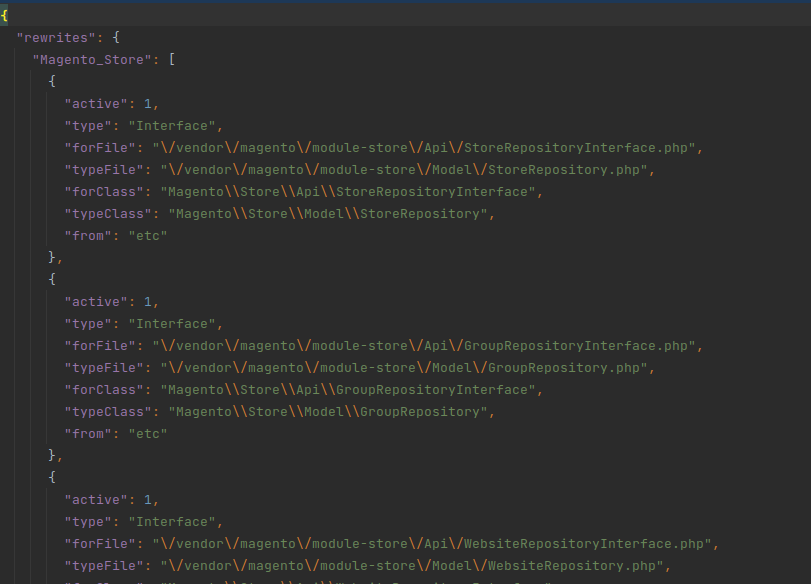 {
"rewrites": {
"Magento_Store": [
{
"active": 1,
"type": "Interface",
"forFile": "\/vendor\/magento\/module-store\/Api\/StoreRepositoryInterface.php",
"typeFile": "\/vendor\/magento\/module-store\/Model\/StoreRepository.php",
"forClass": "Magento\\Store\\Api\\StoreRepositoryInterface",
"typeClass": "Magento\\Store\\Model\\StoreRepository",
"from": "etc"
},
{
"active": 1,
"type": "Interface",
"forFile": "\/vendor\/magento\/module-store\/Api\/GroupRepositoryInterface.php",
"typeFile": "\/vendor\/magento\/module-store\/Model\/GroupRepository.php",
"forClass": "Magento\\Store\\Api\\GroupRepositoryInterface",
"typeClass": "Magento\\Store\\Model\\GroupRepository",
"from": "etc"
},
{
"active": 1,
"type": "Interface",
"forFile": "\/vendor\/magento\/module-store\/Api\/WebsiteRepositoryInterface.php",
"typeFile": "\/vendor\/magento\/module-store\/Model\/WebsiteRepository.php",